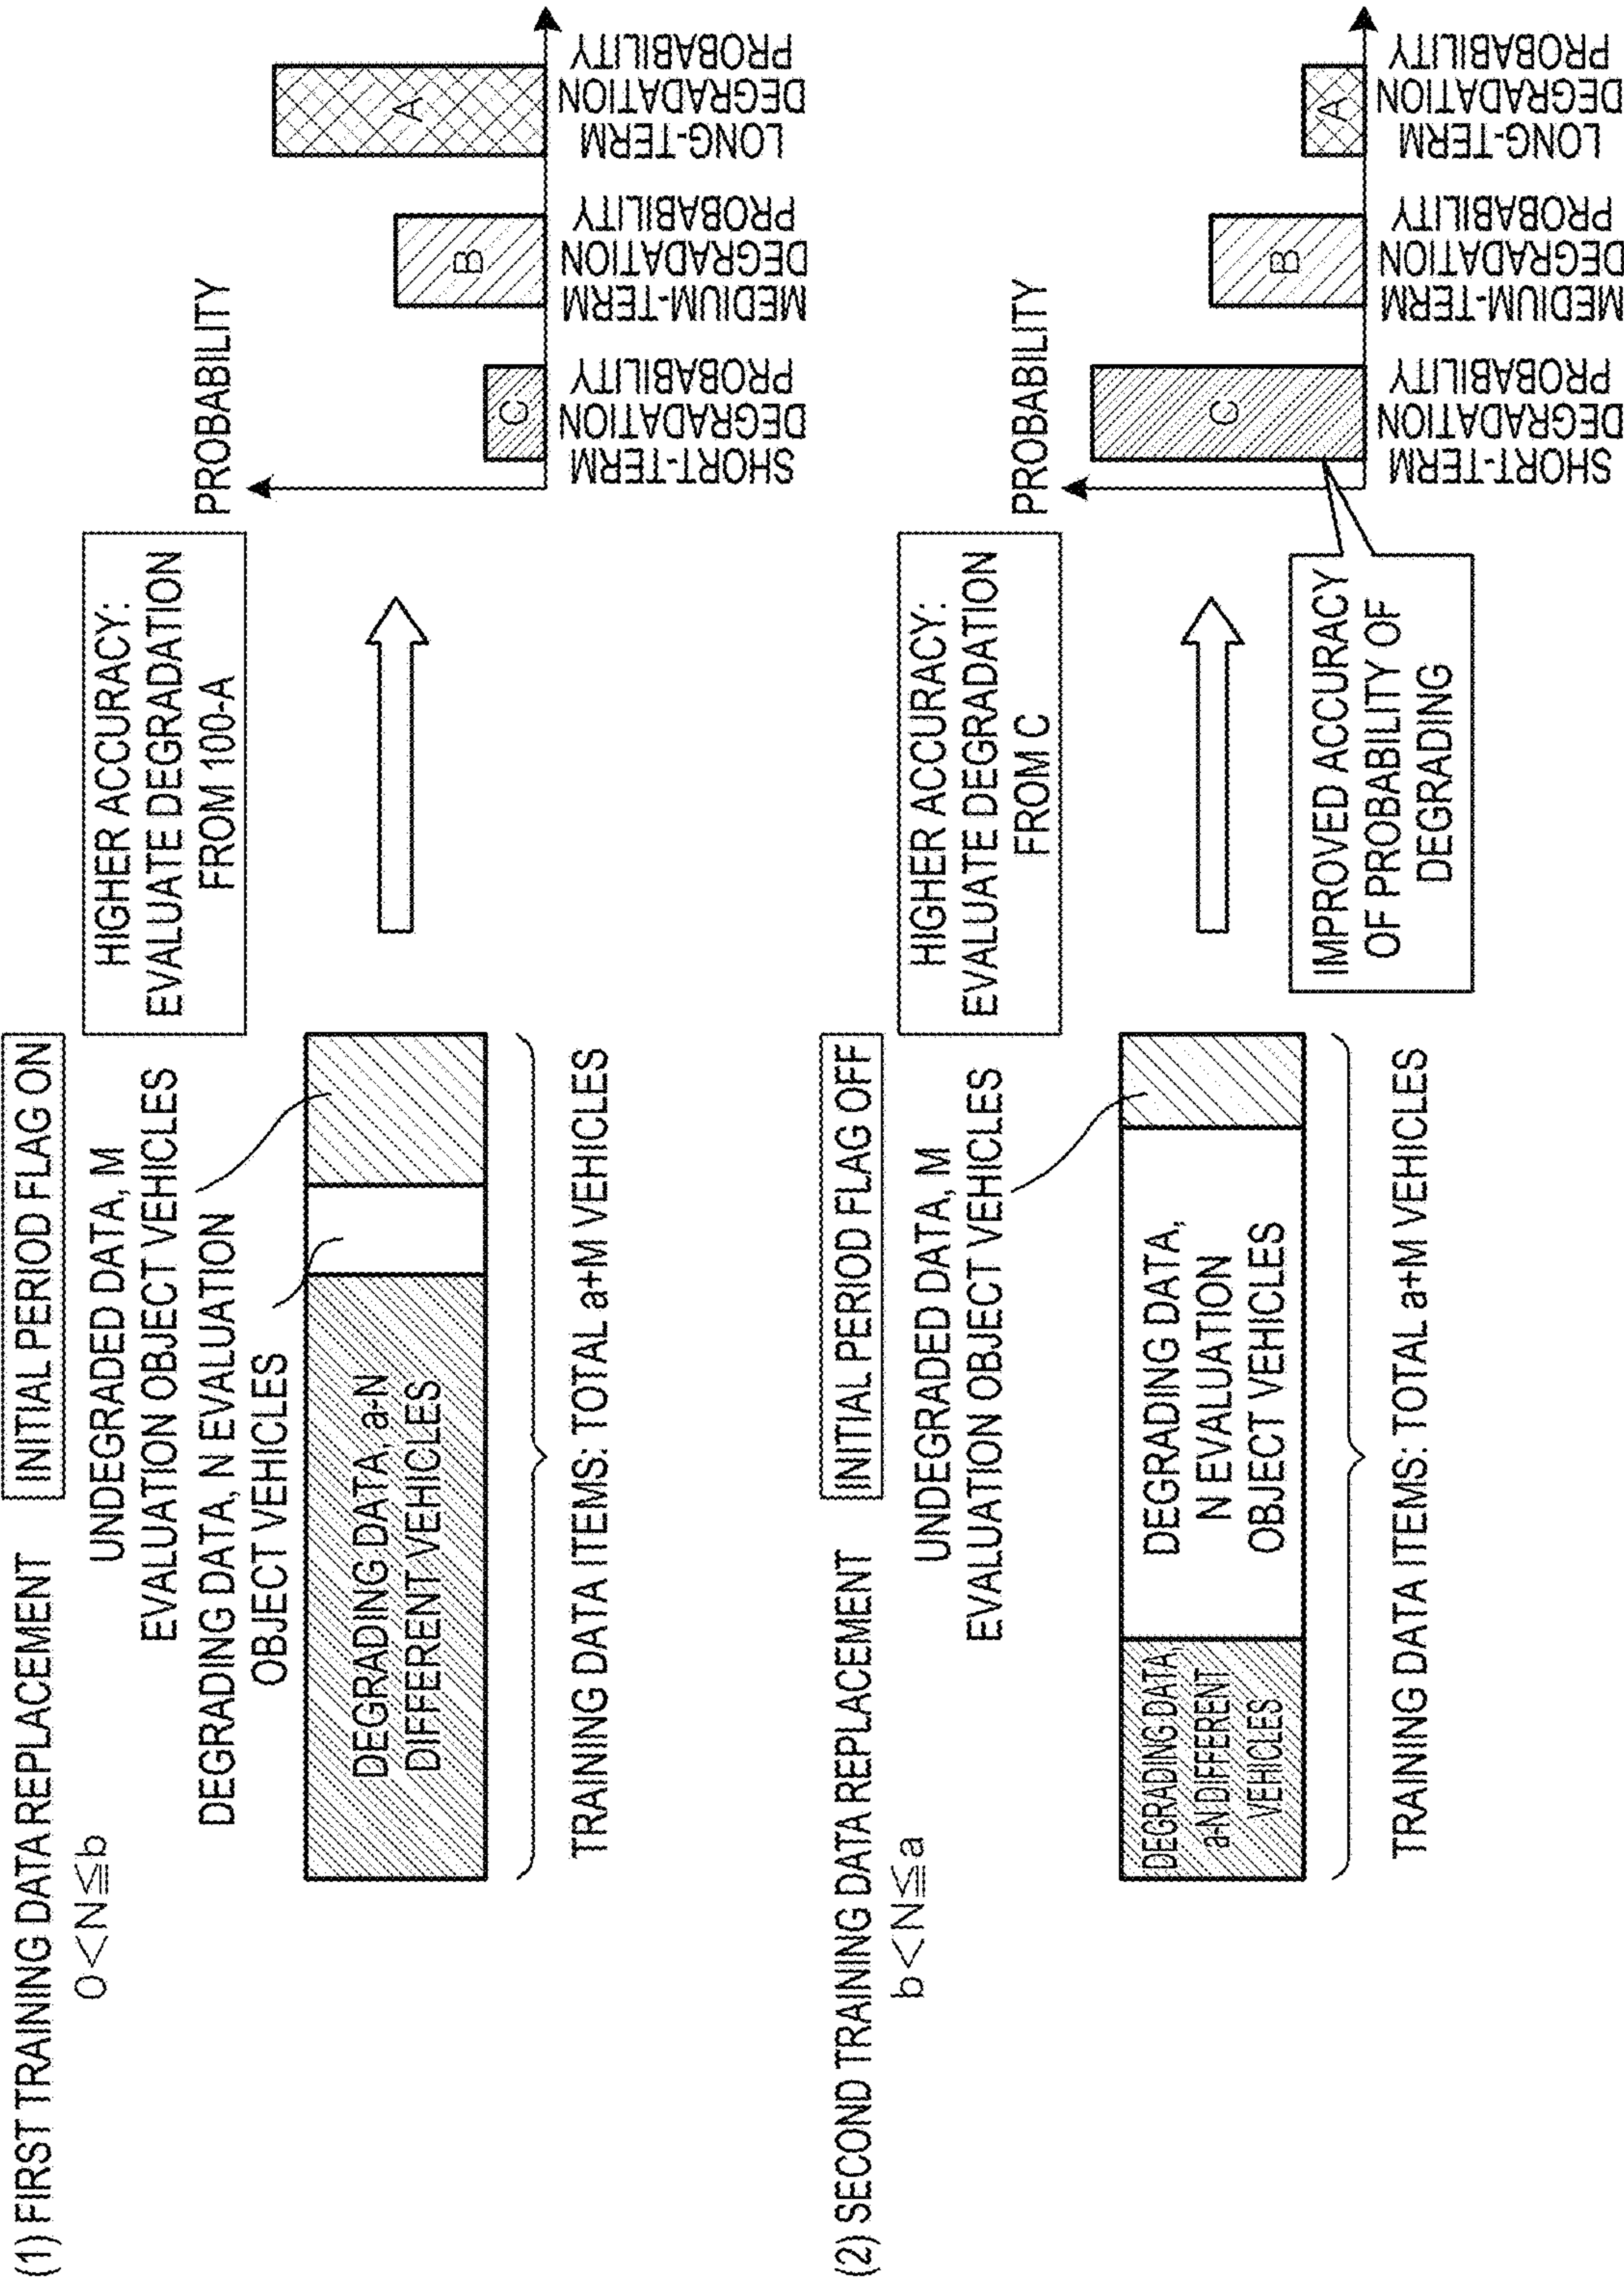 (1) FIRST TRAINING DATA REPLACEMENT
0<N≦b
INITIAL PERIOD FLAG ON
UNDEGRADED DATA, M
EVALUATION OBJECT VEHICLES
DEGRADING DATA, N EVALUATION
OBJECT VEHICLES
DEGRADING DATA, a-N
DIFFERENT VEHICLES
TRAINING DATA ITEMS: TOTAL a+M VEHICLES
HIGHER ACCURACY:
EVALUATE DEGRADATION
FROM 100-A
PROBABILITY
C
B
A
SHORT-TERM
DEGRADATION
PROBABILITY
MEDIUM-TERM
DEGRADATION
PROBABILITY
LONG-TERM
DEGRADATION
PROBABILITY
(2) SECOND TRAINING DATA REPLACEMENT
b<N≦a
INITIAL PERIOD FLAG OFF
UNDEGRADED DATA, M
EVALUATION OBJECT VEHICLES
DEGRADING DATA,
a-N DIFFERENT
VEHICLES
DEGRADING DATA,
N EVALUATION
OBJECT VEHICLES
TRAINING DATA ITEMS: TOTAL a+M VEHICLES
HIGHER ACCURACY:
EVALUATE DEGRADATION
FROM C
IMPROVED ACCURACY
OF PROBABILITY OF
DEGRADING
PROBABILITY
C
B
A
SHORT-TERM
DEGRADATION
PROBABILITY
MEDIUM-TERM
DEGRADATION
PROBABILITY
LONG-TERM
DEGRADATION
PROBABILITY